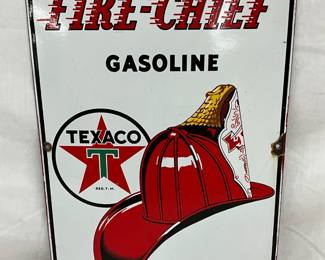 FIRE-CHIEF
GASOLINE
TEXACO
T
REG. T. M.